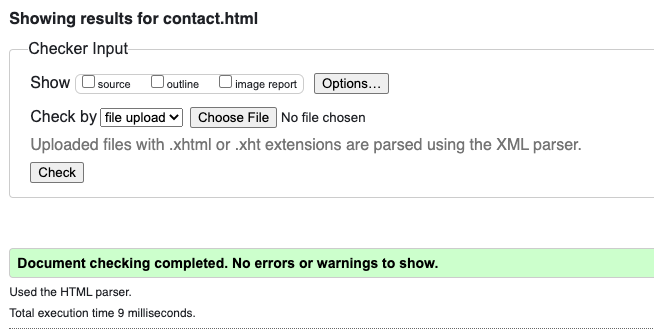 Showing results for contact.html
Checker Input
Show source outline image report Options...
Check by file upload Choose File No file chosen
Uploaded files with .xhtml or .xht extensions are parsed using the XML parser.
Check
Document checking completed. No errors or warnings to show.
Used the HTML parser.
Total execution time 9 milliseconds.